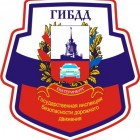 ГИБДД
Государственная инспекция
безопасности дорожного
движения